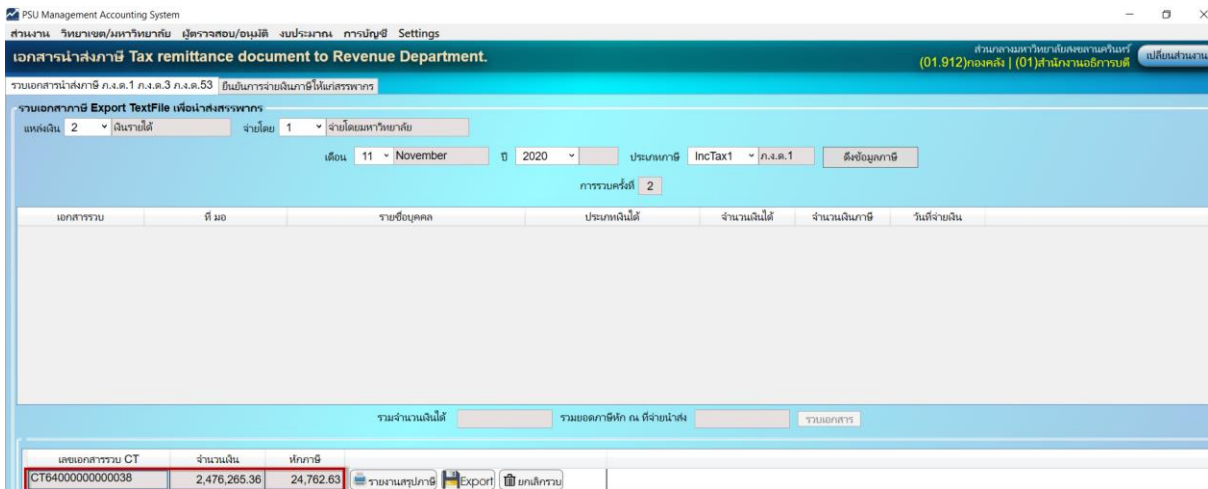 PSU Management Accounting System
ส่วนงาน วิทยาเขต/มหาวิทยาลัย ผู้ตรวจสอบ/อนุมัติ งบประมาณ การบัญชี Settings
เอกสารนำส่งภาษี Tax remittance document to Revenue Department.
ส่วนกลางมหาวิทยาลัยสงขลานครินทร์
(01.912)กองคลัง | (01)สำนักงานอธิการบดี
เปลี่ยนส่วนงาน
รวบเอกสารนำส่งภาษี ภ.ง.ด.1 ภ.ง.ด.3 ภ.ง.ด.53 ยืนยันการจ่ายเงินภาษีให้แก่สรรพากร
รวบเอกสาภาษี Export TextFile เพื่อนำส่งสรรพากร
แหล่งเงิน 2 เงินรายได้ จ่ายโดย 1 จ่ายโดยมหาวิทยาลัย
เดือน 11 November ปี 2020 ประเภทภาษี IncTax1 ภ.ง.ด.1 ดึงข้อมูลภาษี
การรวบครั้งที่ 2
เอกสารรวบ ที่ มอ รายชื่อบุคคล ประเภทเงินได้ จำนวนเงินได้ จำนวนเงินภาษี วันที่จ่ายเงิน
รวมจำนวนเงินได้ รวมยอดภาษีหัก ณ ที่จ่ายนำส่ง รวบเอกสาร
เลขเอกสารรวบ CT จำนวนเงิน หักภาษี
CT64000000000038 2,476,265.36 24,762.63 รายงานสรุปภาษี Export ยกเลิกรวบ